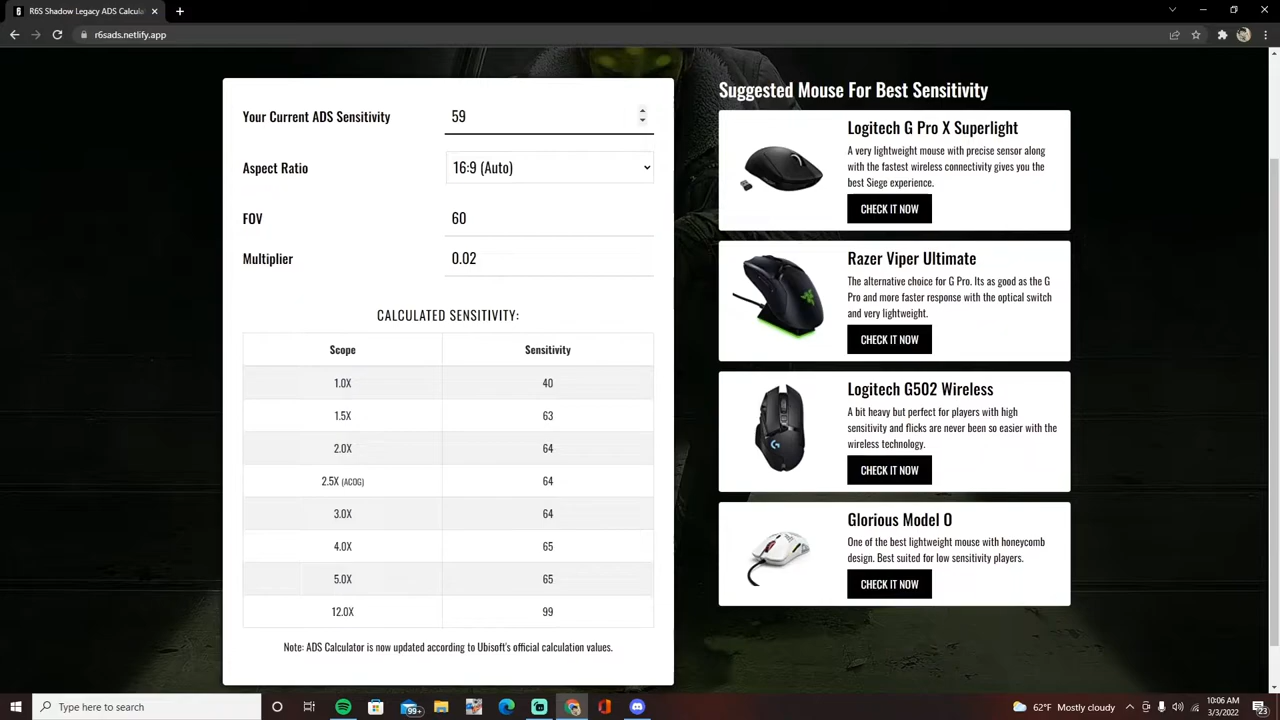 R6S Shadow Legacy ADS Calcul
r6sads.netlify.app
Your Current ADS Sensitivity
59
Aspect Ratio
16:9 (Auto)
FOV
60
Multiplier
0.02
CALCULATED SENSITIVITY:
Scope Sensitivity
1.0X 40
1.5X 63
2.0X 64
2.5X (ACOG) 64
3.0X 64
4.0X 65
5.0X 65
12.0X 99
Note: ADS Calculator is now updated according to Ubisoft's official calculation values.
Suggested Mouse For Best Sensitivity
Logitech G Pro X Superlight
A very lightweight mouse with precise sensor along
with the fastest wireless connectivity gives you the
best Siege experience.
CHECK IT NOW
Razer Viper Ultimate
The alternative choice for G Pro. Its as good as the G
Pro and more faster response with the optical switch
and very lightweight.
CHECK IT NOW
Logitech G502 Wireless
A bit heavy but perfect for players with high
sensitivity and flicks are never been so easier with the
wireless technology.
CHECK IT NOW
Glorious Model O
One of the best lightweight mouse with honeycomb
design. Best suited for low sensitivity players.
CHECK IT NOW
Type here to search
99+
62°F Mostly cloudy
10:06 AM
3/3/2022